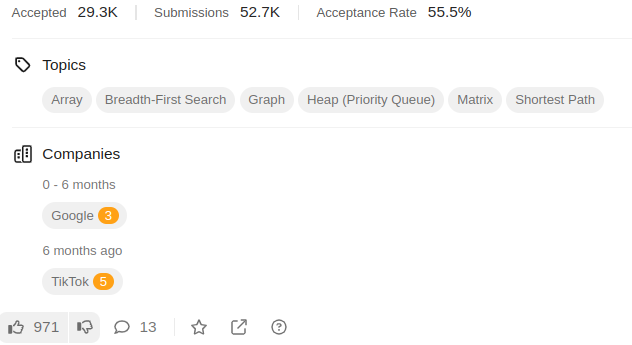 Accepted 29.3K Submissions 52.7K Acceptance Rate 55.5%
Topics
Array Breadth-First Search Graph Heap (Priority Queue) Matrix Shortest Path
Companies
0 - 6 months
Google 3
6 months ago
TikTok 5
971 13